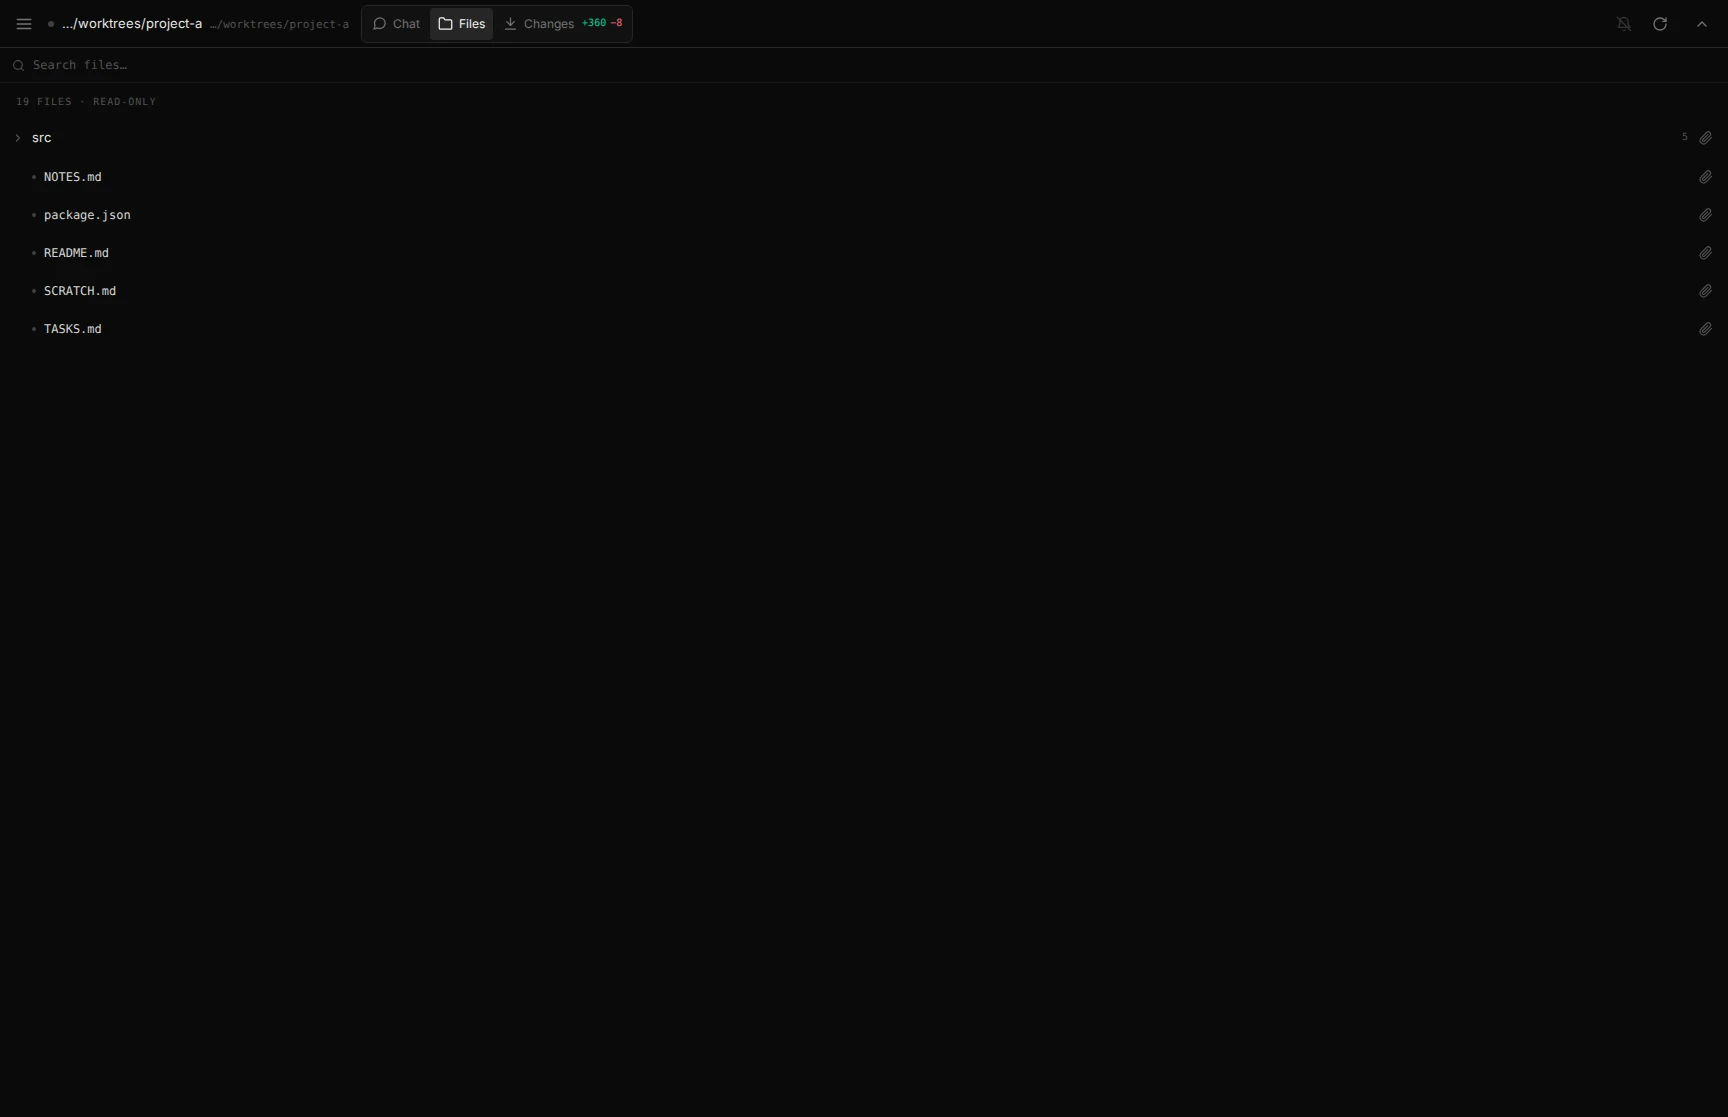 .../worktrees/project-a …/worktrees/project-a Chat Files Changes +360 −8
Search files…
19 FILES · READ-ONLY
src 5
NOTES.md
package.json
README.md
SCRATCH.md
TASKS.md